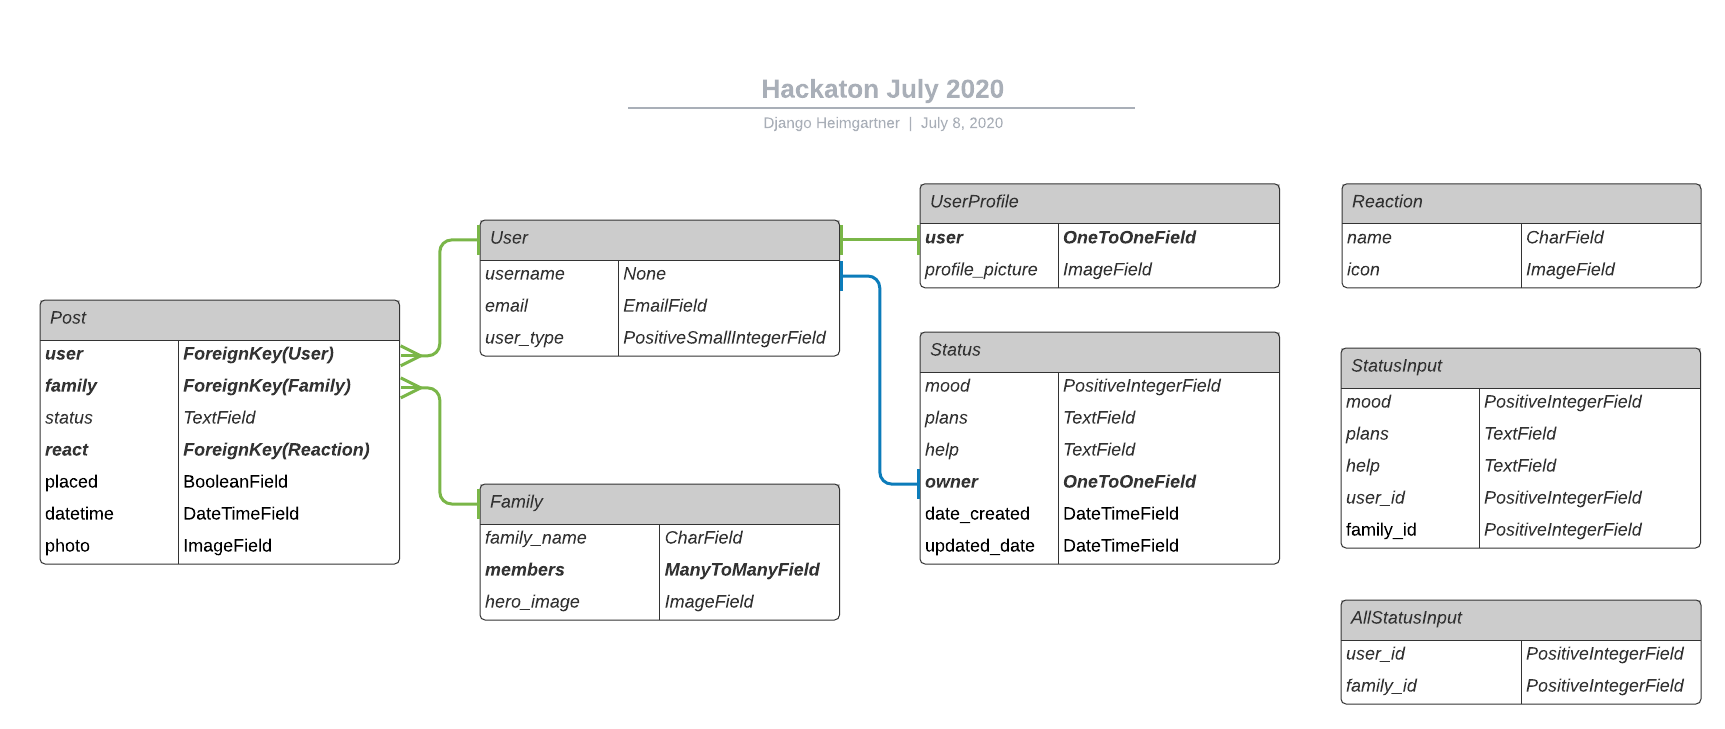 Hackaton July 2020
Django Heimgartner | July 8, 2020
Post
user ForeignKey(User)
family ForeignKey(Family)
status TextField
react ForeignKey(Reaction)
placed BooleanField
datetime DateTimeField
photo ImageField
User
username None
email EmailField
user_type PositiveSmallIntegerField
Family
family_name CharField
members ManyToManyField
hero_image ImageField
UserProfile
user OneToOneField
profile_picture ImageField
Status
mood PositiveIntegerField
plans TextField
help TextField
owner OneToOneField
date_created DateTimeField
updated_date DateTimeField
Reaction
name CharField
icon ImageField
StatusInput
mood PositiveIntegerField
plans TextField
help TextField
user_id PositiveIntegerField
family_id PositiveIntegerField
AllStatusInput
user_id PositiveIntegerField
family_id PositiveIntegerField